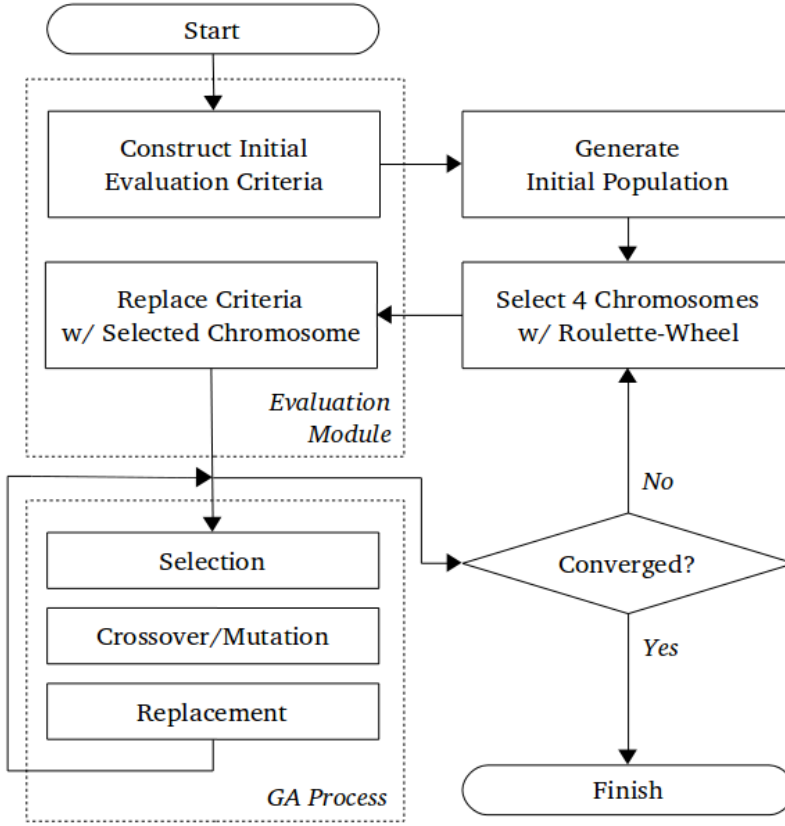 Start
Construct Initial
Evaluation Criteria
Generate
Initial Population
Replace Criteria
w/ Selected Chromosome
Select 4 Chromosomes
w/ Roulette-Wheel
Evaluation
Module
No
Selection
Converged?
Crossover/Mutation
Yes
Replacement
GA Process
Finish